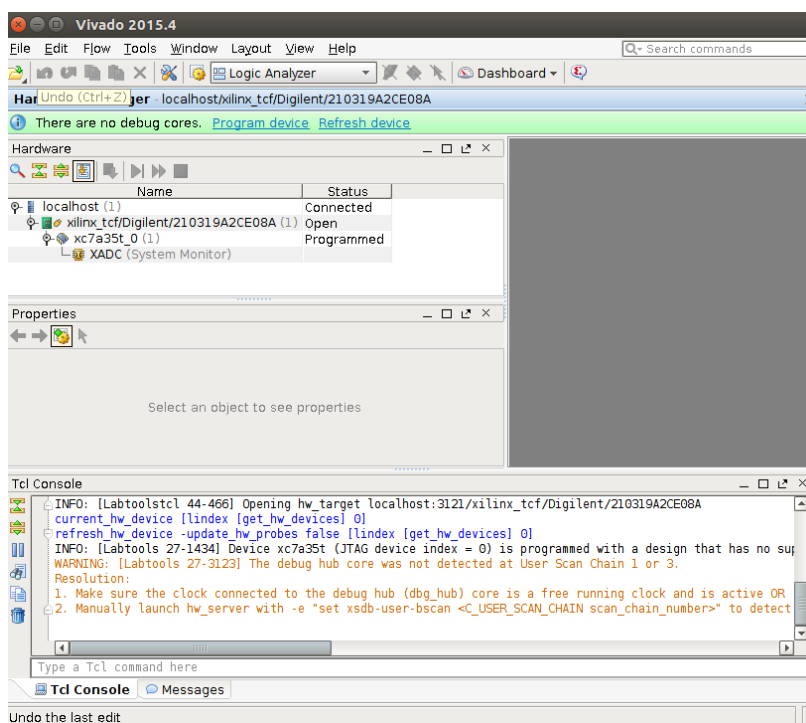 Vivado 2015.4
File Edit Flow Tools Window Layout View Help
Search commands
Logic Analyzer
Dashboard
Undo (Ctrl+Z)
Har ger - localhost/xilinx_tcf/Digilent/210319A2CE08A
There are no debug cores. Program device Refresh device
Hardware
Name Status
localhost (1) Connected
xilinx_tcf/Digilent/210319A2CE08A (1) Open
xc7a35t_0 (1) Programmed
XADC (System Monitor)
Properties
Select an object to see properties
Tcl Console
INFO: [Labtoolstcl 44-466] Opening hw_target localhost:3121/xilinx_tcf/Digilent/210319A2CE08A
current_hw_device [lindex [get_hw_devices] 0]
refresh_hw_device -update_hw_probes false [lindex [get_hw_devices] 0]
INFO: [Labtools 27-1434] Device xc7a35t (JTAG device index = 0) is programmed with a design that has no sup
WARNING: [Labtools 27-3123] The debug hub core was not detected at User Scan Chain 1 or 3.
Resolution:
1. Make sure the clock connected to the debug hub (dbg_hub) core is a free running clock and is active OR
2. Manually launch hw_server with -e "set xsdb-user-bscan <C_USER_SCAN_CHAIN scan_chain_number>" to detect
Type a Tcl command here
Tcl Console Messages
Undo the last edit